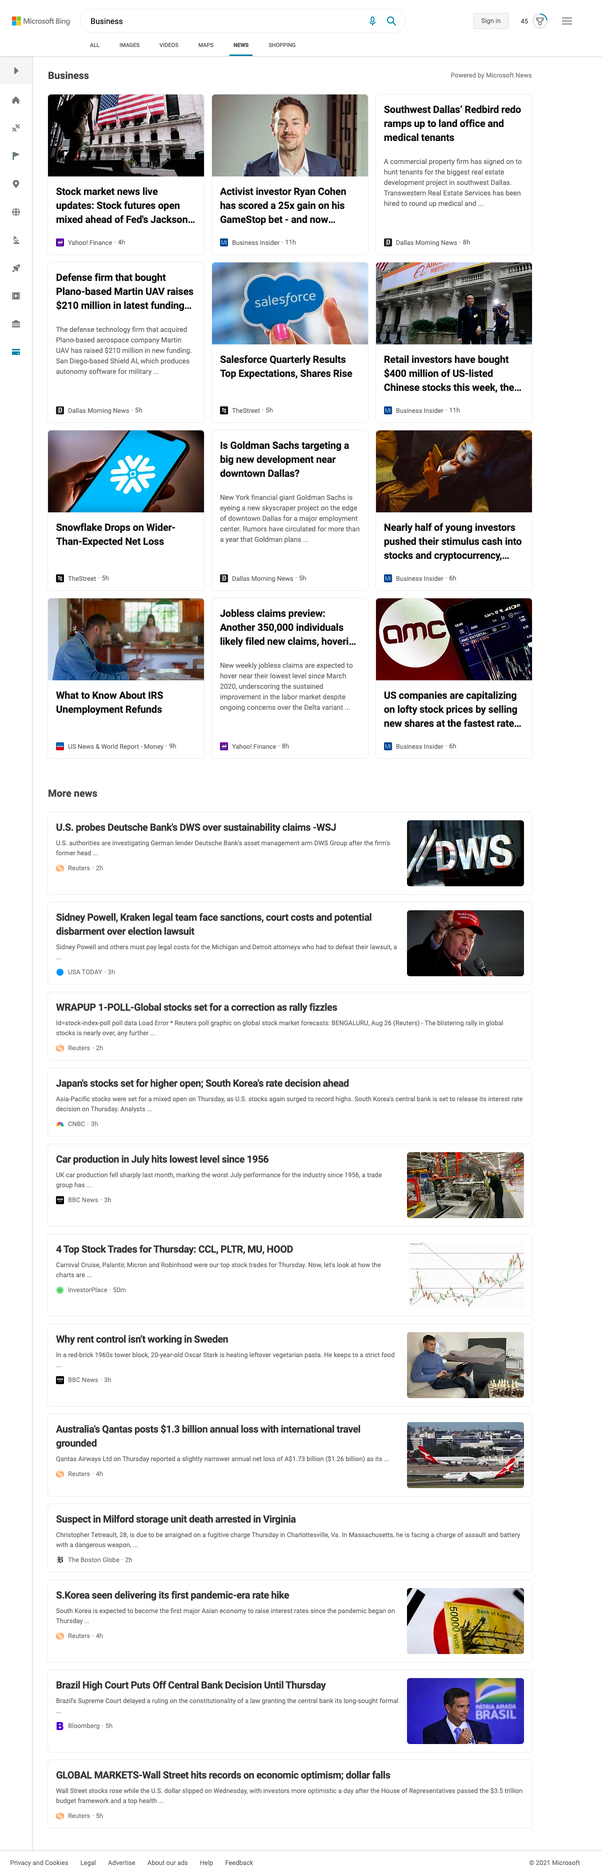 Microsoft Bing
Business
Sign in
45
ALL
IMAGES
VIDEOS
MAPS
NEWS
SHOPPING
Business
Powered by Microsoft News
Stock market news live
updates: Stock futures open
mixed ahead of Fed's Jackson...
Yahoo! Finance · 4h
Activist investor Ryan Cohen
has scored a 25x gain on his
GameStop bet - and now...
Business Insider · 11h
Southwest Dallas' Redbird redo
ramps up to land office and
medical tenants
A commercial property firm has signed on to
hunt tenants for the biggest real estate
development project in southwest Dallas.
Transwestern Real Estate Services has been
hired to round up medical and ...
Dallas Morning News · 8h
Defense firm that bought
Plano-based Martin UAV raises
$210 million in latest funding...
The defense technology firm that acquired
Plano-based aerospace company Martin
UAV has raised $210 million in new funding.
San Diego-based Shield AI, which produces
autonomy software for military ...
Dallas Morning News · 5h
salesforce
Salesforce Quarterly Results
Top Expectations, Shares Rise
TheStreet · 5h
Retail investors have bought
$400 million of US-listed
Chinese stocks this week, the...
Business Insider · 11h
Snowflake Drops on Wider-
Than-Expected Net Loss
TheStreet · 5h
Is Goldman Sachs targeting a
big new development near
downtown Dallas?
New York financial giant Goldman Sachs is
eyeing a new skyscraper project on the edge
of downtown Dallas for a major employment
center. Rumors have circulated for more than
a year that Goldman plans ...
Dallas Morning News · 5h
Nearly half of young investors
pushed their stimulus cash into
stocks and cryptocurrency,...
Business Insider · 6h
What to Know About IRS
Unemployment Refunds
US News & World Report - Money · 9h
Jobless claims preview:
Another 350,000 individuals
likely filed new claims, hoveri...
New weekly jobless claims are expected to
hover near their lowest level since March
2020, underscoring the sustained
improvement in the labor market despite
ongoing concerns over the Delta variant ...
Yahoo! Finance · 8h
amc
US companies are capitalizing
on lofty stock prices by selling
new shares at the fastest rate...
Business Insider · 6h
More news
U.S. probes Deutsche Bank's DWS over sustainability claims -WSJ
U.S. authorities are investigating German lender Deutsche Bank's asset management arm DWS Group after the firm's
former head ...
Reuters · 2h
DWS
Sidney Powell, Kraken legal team face sanctions, court costs and potential
disbarment over election lawsuit
Sidney Powell and others must pay legal costs for the Michigan and Detroit attorneys who had to defeat their lawsuit, a
...
USA TODAY · 3h
WRAPUP 1-POLL-Global stocks set for a correction as rally fizzles
Id=stock-index-poll poll data Load Error * Reuters poll graphic on global stock market forecasts: BENGALURU, Aug 26 (Reuters) - The blistering rally in global
stocks is nearly over, any further ...
Reuters · 2h
Japan's stocks set for higher open; South Korea's rate decision ahead
Asia-Pacific stocks were set for a mixed open on Thursday, as U.S. stocks again surged to record highs. South Korea's central bank is set to release its interest rate
decision on Thursday. Analysts ...
CNBC · 3h
Car production in July hits lowest level since 1956
UK car production fell sharply last month, marking the worst July performance for the industry since 1956, a trade
group has ...
BBC News · 3h
4 Top Stock Trades for Thursday: CCL, PLTR, MU, HOOD
Carnival Cruise, Palantir, Micron and Robinhood were our top stock trades for Thursday. Now, let's look at how the
charts are ...
InvestorPlace · 50m
Why rent control isn't working in Sweden
In a red-brick 1960s tower block, 20-year-old Oscar Stark is heating leftover vegetarian pasta. He keeps to a strict food
...
BBC News · 3h
Australia's Qantas posts $1.3 billion annual loss with international travel
grounded
Qantas Airways Ltd on Thursday reported a slightly narrower annual net loss of A$1.73 billion ($1.26 billion) as its ...
Reuters · 4h
Suspect in Milford storage unit death arrested in Virginia
Christopher Tetreault, 28, is due to be arraigned on a fugitive charge Thursday in Charlottesville, Va. In Massachusetts, he is facing a charge of assault and battery
with a dangerous weapon, ...
The Boston Globe · 2h
S.Korea seen delivering its first pandemic-era rate hike
South Korea is expected to become the first major Asian economy to raise interest rates since the pandemic began on
Thursday ...
Reuters · 4h
Bank of Korea
50000
Brazil High Court Puts Off Central Bank Decision Until Thursday
Brazil's Supreme Court delayed a ruling on the constitutionality of a law granting the central bank its long-sought formal
...
Bloomberg · 5h
PÁTRIA AMADA
BRASIL
GLOBAL MARKETS-Wall Street hits records on economic optimism; dollar falls
Wall Street stocks rose while the U.S. dollar slipped on Wednesday, with investors more optimistic a day after the House of Representatives passed the $3.5 trillion
budget framework and a top health ...
Reuters · 5h
Privacy and Cookies
Legal
Advertise
About our ads
Help
Feedback
© 2021 Microsoft